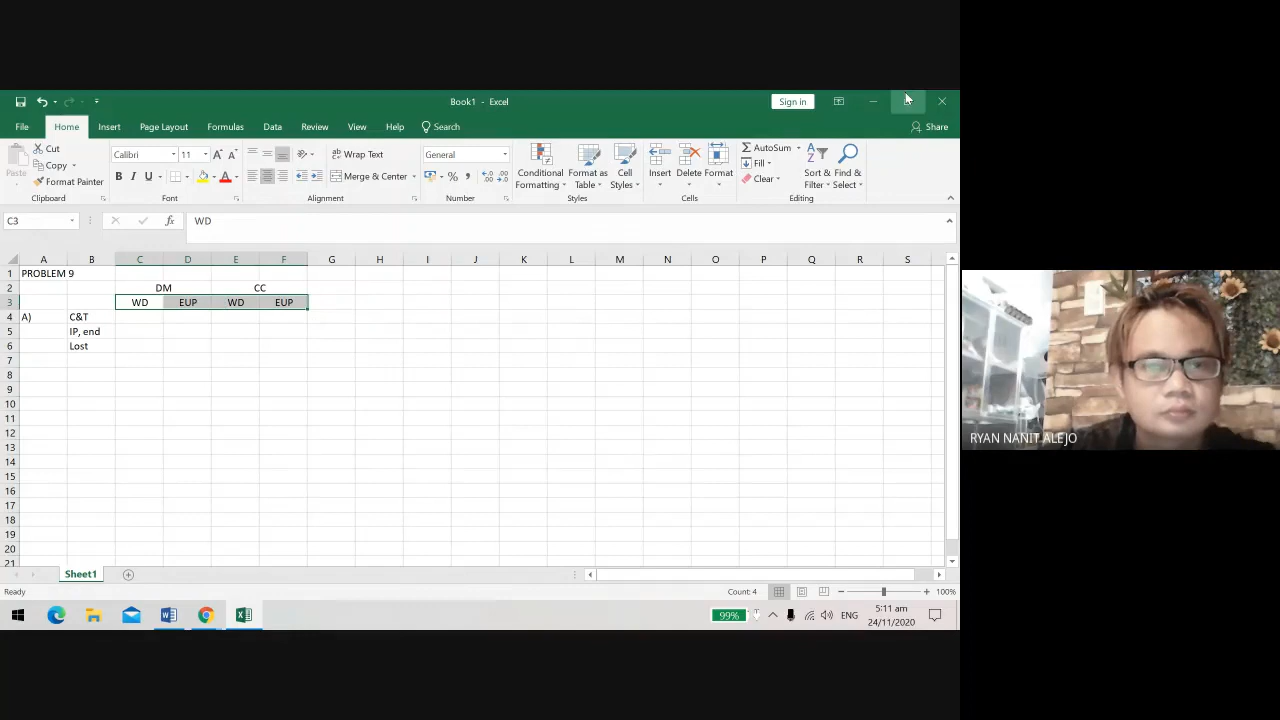 Book1 - Excel
Sign in
File Home Insert Page Layout Formulas Data Review View Help Search
Share
Paste
Cut
Copy
Format Painter
Clipboard
Calibri 11
B I U
Font
Wrap Text
Merge & Center
Alignment
General
Number
Conditional Formatting
Format as Table
Cell Styles
Styles
Insert Delete Format
Cells
AutoSum
Fill
Clear
Sort & Filter
Find & Select
Editing
C3 fx WD
A B C D E F G H I J K L M N O P Q R S
1 PROBLEM 9
2 DM CC
3 WD EUP WD EUP
4 A) C&T
5 IP, end
6 Lost
7
8
9
10
11
12
13
14
15
16
17
18
19
20
21
Sheet1
Ready
Count: 4
100%
99%
ENG
5:11 am
24/11/2020
RYAN NANIT ALEJO